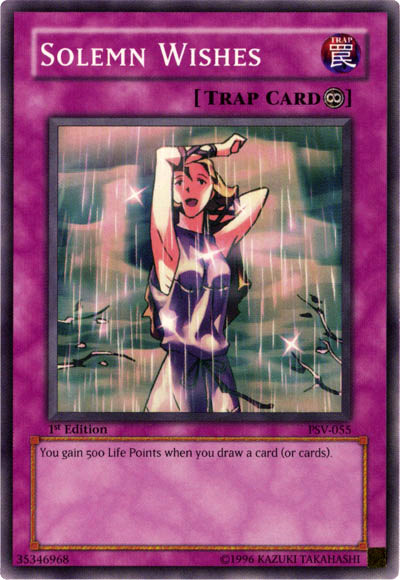 Solemn Wishes
TRAP
罠
[Trap Card∞]
1st Edition
PSV-055
You gain 500 Life Points when you draw a card (or cards).
35346968
©1996 KAZUKI TAKAHASHI